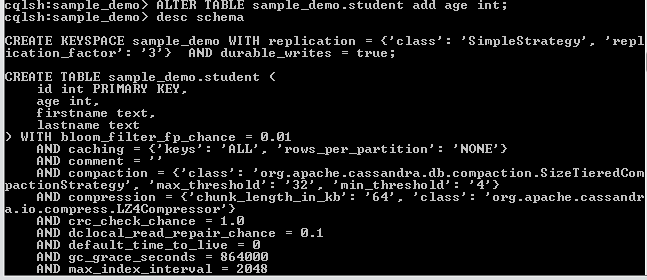 cqlsh:sample_demo> ALTER TABLE sample_demo.student add age int;
cqlsh:sample_demo> desc schema
CREATE KEYSPACE sample_demo WITH replication = {'class': 'SimpleStrategy', 'repl
ication_factor': '3'}  AND durable_writes = true;
CREATE TABLE sample_demo.student (
    id int PRIMARY KEY,
    age int,
    firstname text,
    lastname text
) WITH bloom_filter_fp_chance = 0.01
    AND caching = {'keys': 'ALL', 'rows_per_partition': 'NONE'}
    AND comment = ''
    AND compaction = {'class': 'org.apache.cassandra.db.compaction.SizeTieredCom
pactionStrategy', 'max_threshold': '32', 'min_threshold': '4'}
    AND compression = {'chunk_length_in_kb': '64', 'class': 'org.apache.cassandr
a.io.compress.LZ4Compressor'}
    AND crc_check_chance = 1.0
    AND dclocal_read_repair_chance = 0.1
    AND default_time_to_live = 0
    AND gc_grace_seconds = 864000
    AND max_index_interval = 2048